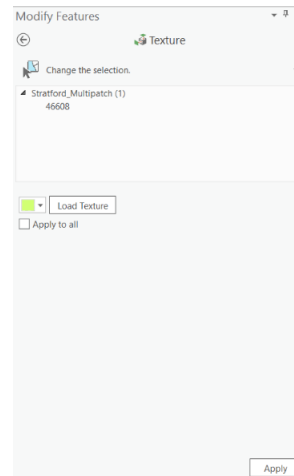 Modify Features
Texture
Change the selection.
Stratford_Multipatch (1)
46608
Load Texture
Apply to all
Apply